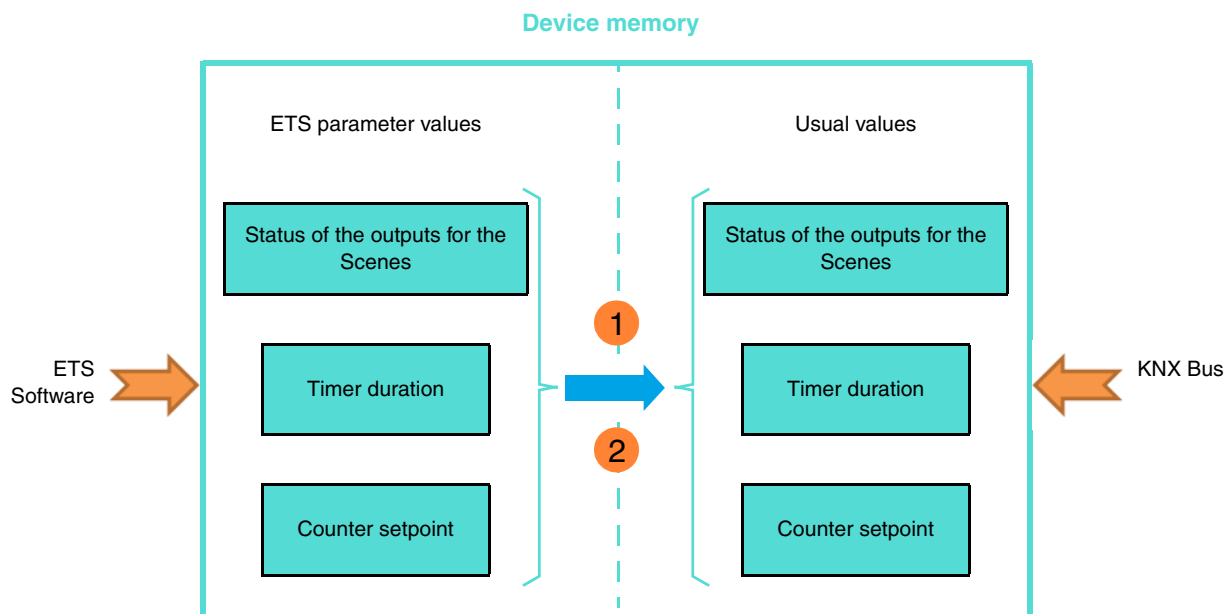 Device memory
ETS parameter values
Usual values
Status of the outputs for the
Scenes
Status of the outputs for the
Scenes
1
ETS
Software
Timer duration
Timer duration
KNX Bus
2
Counter setpoint
Counter setpoint